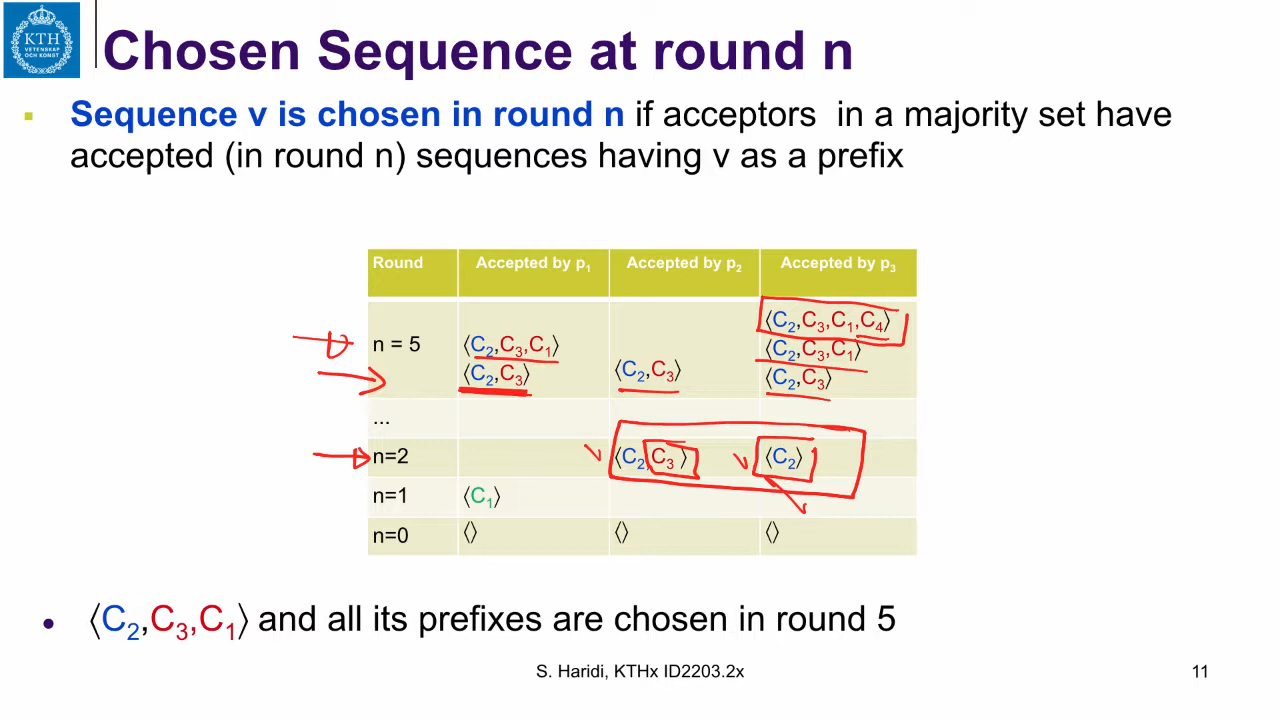 KTH
VETENSKAP
OCH KONST
Chosen Sequence at round n
Sequence v is chosen in round n if acceptors in a majority set have
accepted (in round n) sequences having v as a prefix
Round Accepted by p1 Accepted by p2 Accepted by p3
⟨C2,C3,C1,C4⟩
n = 5 ⟨C2,C3,C1⟩ ⟨C2,C3,C1⟩
⟨C2,C3⟩ ⟨C2,C3⟩ ⟨C2,C3⟩
...
n=2 ⟨C2,C3 ⟩ ⟨C2⟩
n=1 ⟨C1⟩
n=0 ⟨⟩ ⟨⟩ ⟨⟩
• ⟨C2,C3,C1⟩ and all its prefixes are chosen in round 5
S. Haridi, KTHx ID2203.2x 11